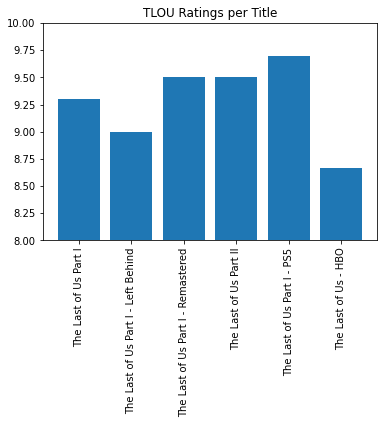 TLOU Ratings per Title
10.00
9.75
9.50
9.25
9.00
8.75
8.50
8.25
8.00
The Last of Us Part I
The Last of Us Part I - Left Behind
The Last of Us Part I - Remastered
The Last of Us Part II
The Last of Us Part I - PS5
The Last of Us - HBO